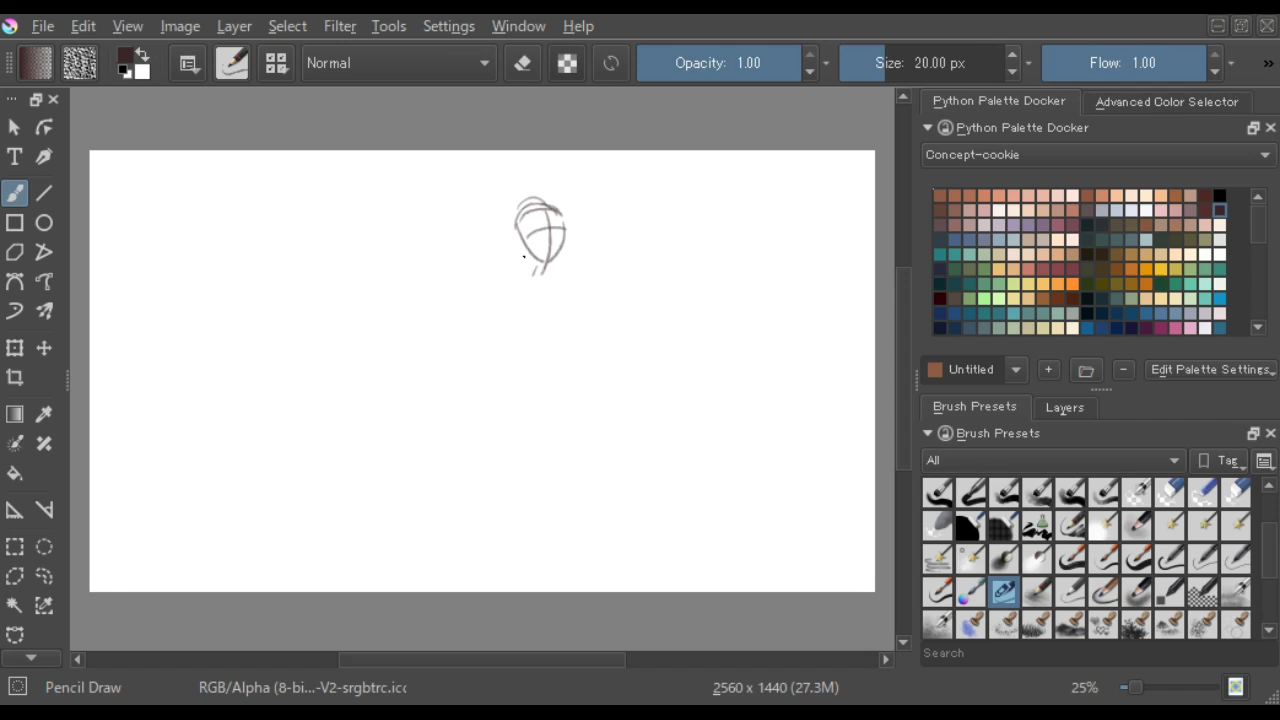 File Edit View Image Layer Select Filter Tools Settings Window Help
Normal Opacity: 1.00 Size: 20.00 px Flow: 1.00 »
Python Palette Docker Advanced Color Selector
Python Palette Docker
Concept-cookie
Untitled + − Edit Palette Settings...
Brush Presets Layers
Brush Presets
All Tag
Search
Pencil Draw RGB/Alpha (8-bi...-V2-srgbtrc.icc 2560 x 1440 (27.3M) 25%